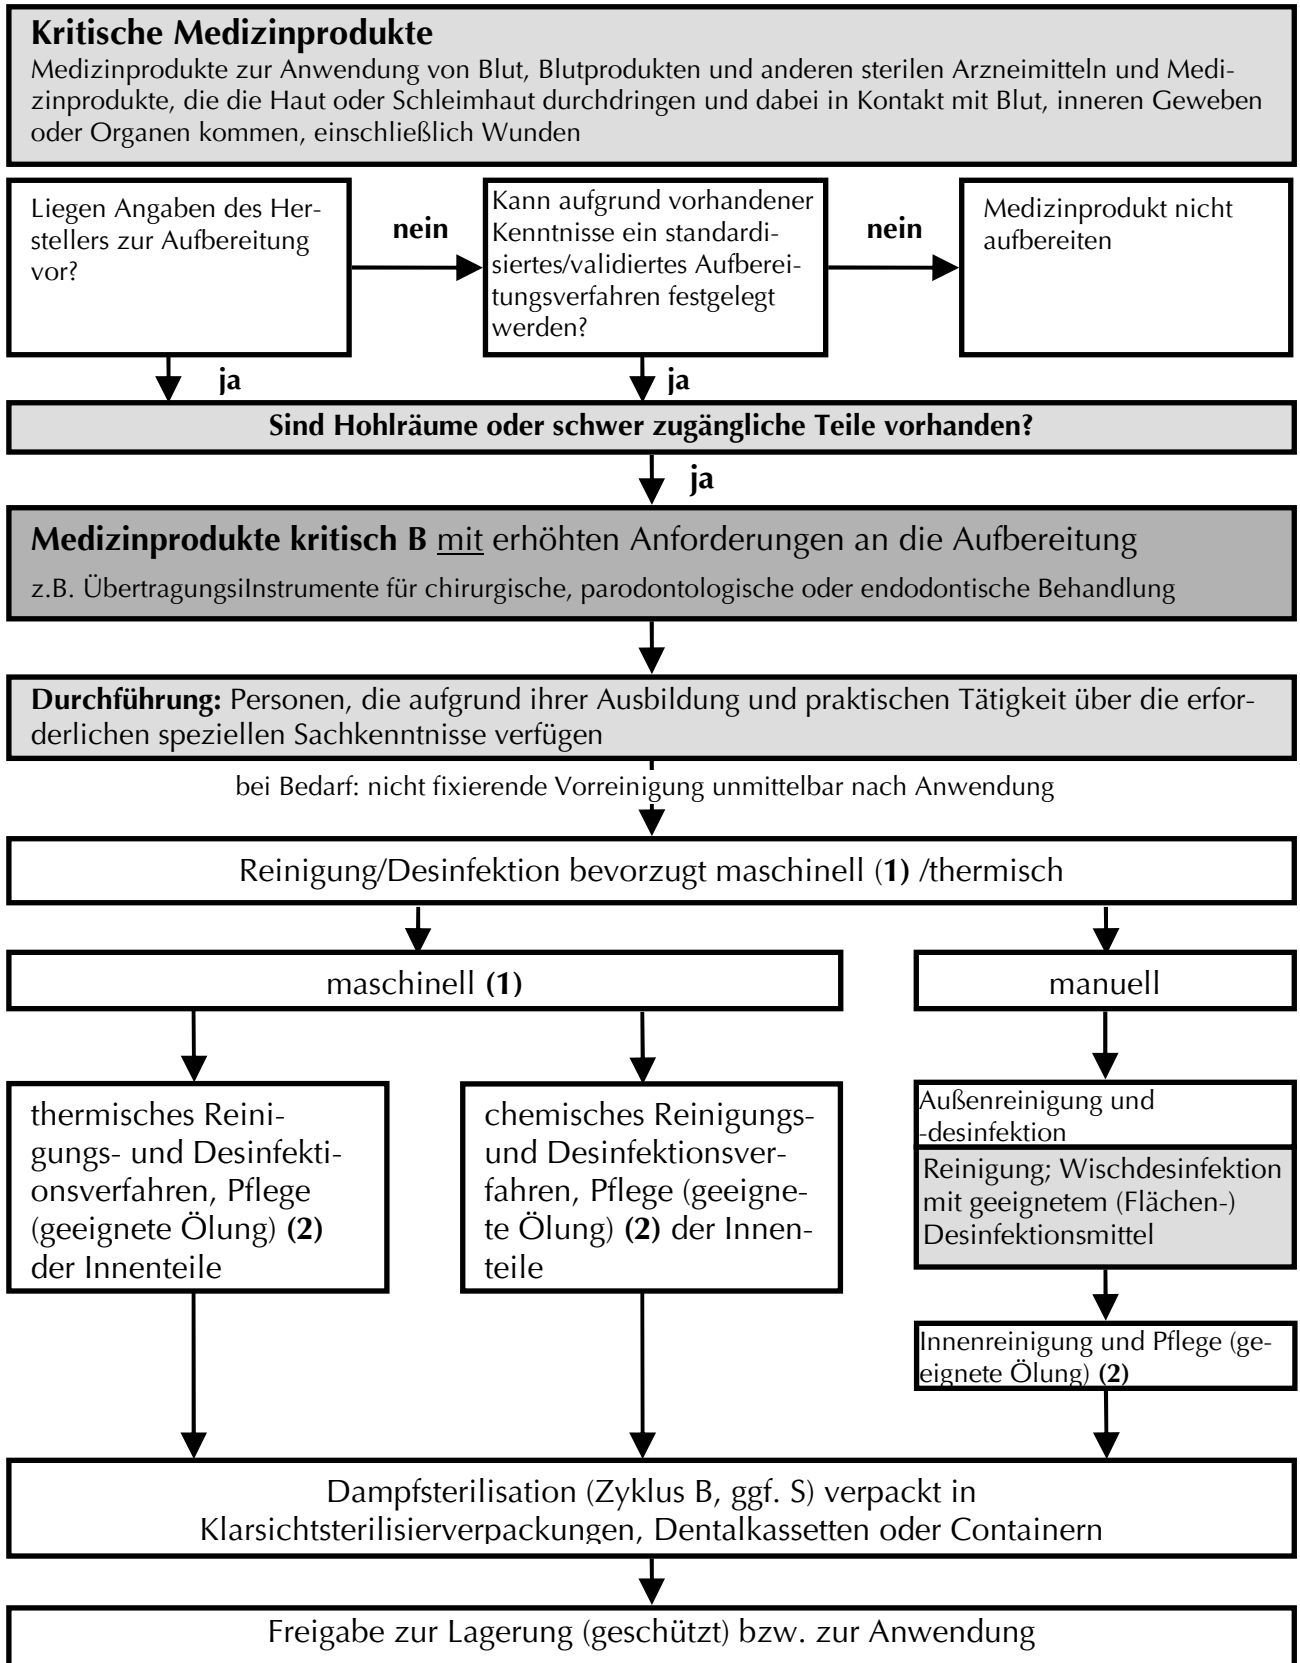 Kritische Medizinprodukte
Medizinprodukte zur Anwendung von Blut, Blutprodukten und anderen sterilen Arzneimitteln und Medi-
zinprodukte, die die Haut oder Schleimhaut durchdringen und dabei in Kontakt mit Blut, inneren Geweben
oder Organen kommen, einschließlich Wunden
Liegen Angaben des Her-
stellers zur Aufbereitung
vor?
nein
Kann aufgrund vorhandener
Kenntnisse ein standardi-
siertes/validiertes Aufberei-
tungsverfahren festgelegt
werden?
nein
Medizinprodukt nicht
aufbereiten
ja
ja
Sind Hohlräume oder schwer zugängliche Teile vorhanden?
ja
Medizinprodukte kritisch B mit erhöhten Anforderungen an die Aufbereitung
z.B. ÜbertragungsiInstrumente für chirurgische, parodontologische oder endodontische Behandlung
Durchführung: Personen, die aufgrund ihrer Ausbildung und praktischen Tätigkeit über die erfor-
derlichen speziellen Sachkenntnisse verfügen
bei Bedarf: nicht fixierende Vorreinigung unmittelbar nach Anwendung
Reinigung/Desinfektion bevorzugt maschinell (1) /thermisch
maschinell (1)
manuell
thermisches Reini-
gungs- und Desinfekti-
onsverfahren, Pflege
(geeignete Ölung) (2)
der Innenteile
chemisches Reinigungs-
und Desinfektionsver-
fahren, Pflege (geeigne-
te Ölung) (2) der Innen-
teile
Außenreinigung und
-desinfektion
Reinigung; Wischdesinfektion
mit geeignetem (Flächen-)
Desinfektionsmittel
Innenreinigung und Pflege (ge-
eignete Ölung) (2)
Dampfsterilisation (Zyklus B, ggf. S) verpackt in
Klarsichtsterilisierverpackungen, Dentalkassetten oder Containern
Freigabe zur Lagerung (geschützt) bzw. zur Anwendung